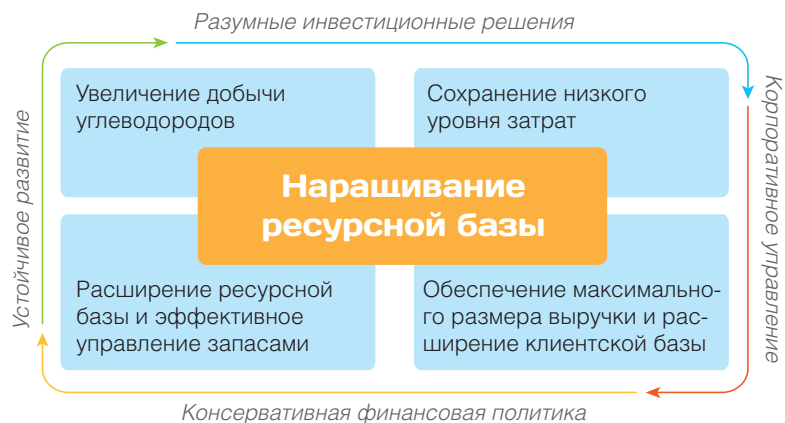 Разумные инвестиционные решения
Устойчивое развитие
Увеличение добычи
углеводородов
Сохранение низкого
уровня затрат
Корпоративное управление
Наращивание
ресурсной базы
Расширение ресурсной
базы и эффективное
управление запасами
Обеспечение максимально-
го размера выручки и рас-
ширение клиентской базы
Консервативная финансовая политика